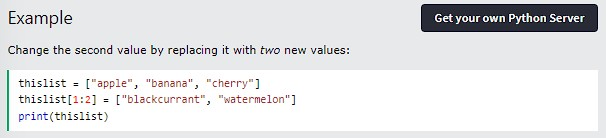 Example
Get your own Python Server
Change the second value by replacing it with two new values:
thislist = ["apple", "banana", "cherry"]
thislist[1:2] = ["blackcurrant", "watermelon"]
print(thislist)